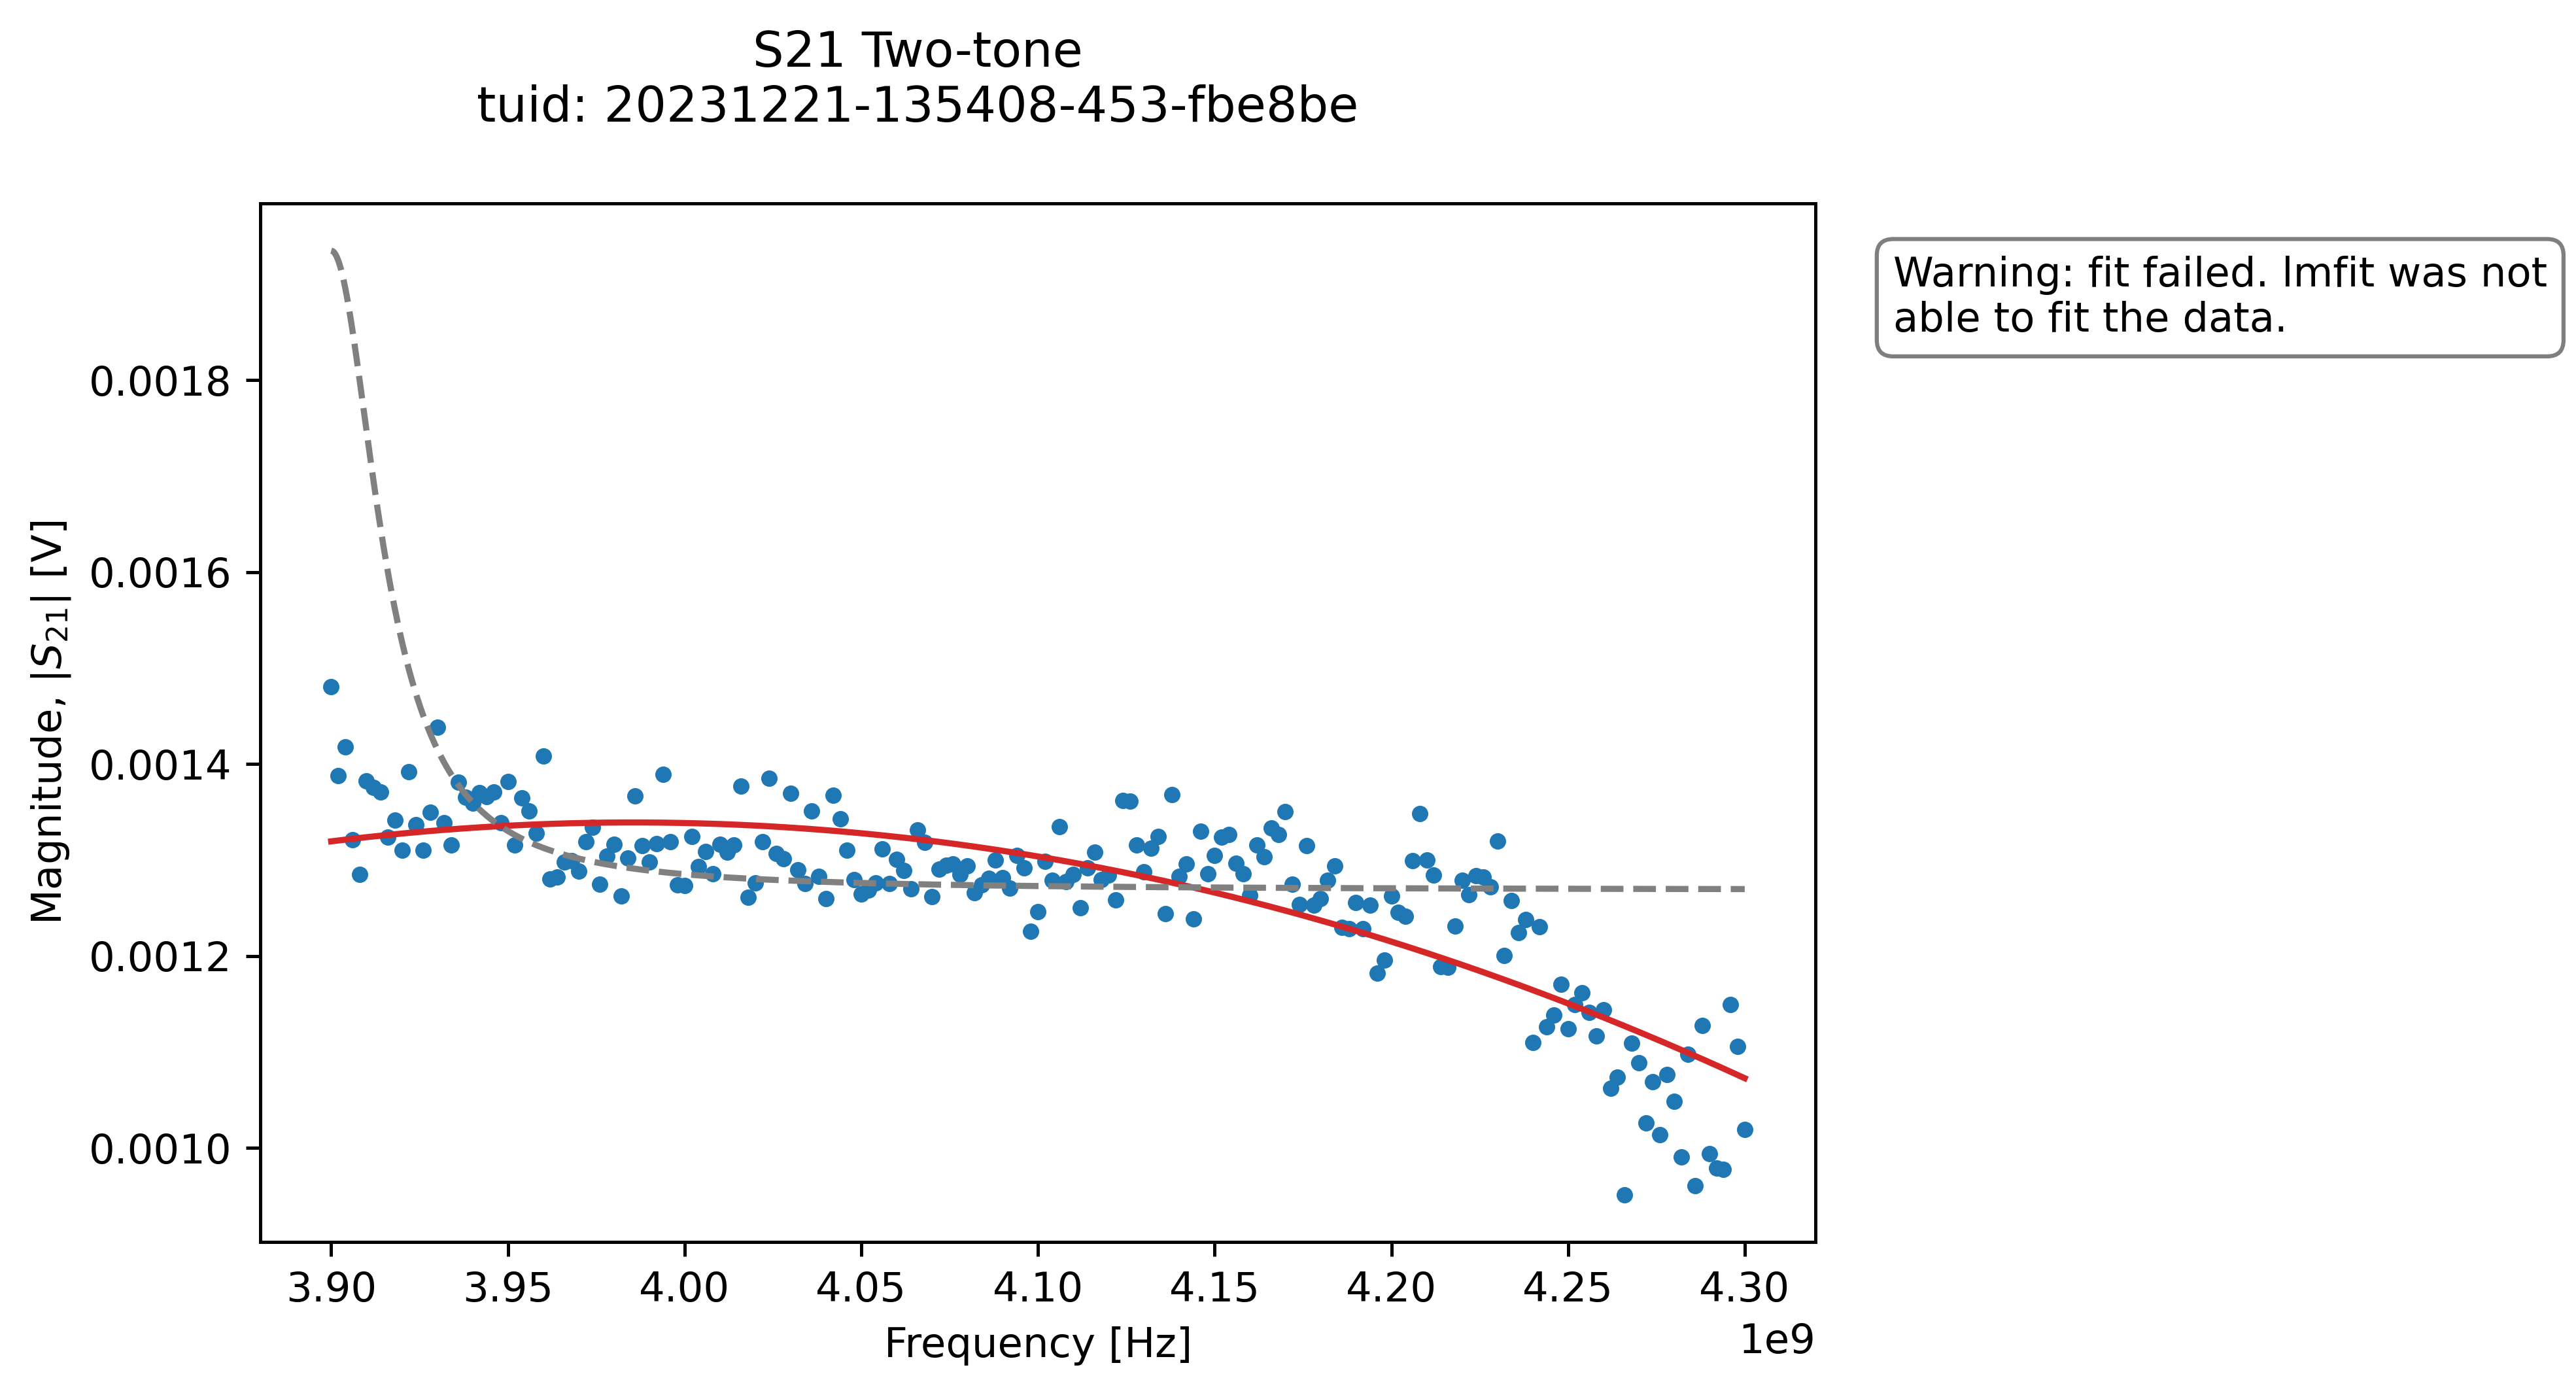 S21 Two-tone
tuid: 20231221-135408-453-fbe8be
Warning: fit failed. lmfit was not
able to fit the data.
Magnitude, |S21| [V]
0.0018
0.0016
0.0014
0.0012
0.0010
3.90 3.95 4.00 4.05 4.10 4.15 4.20 4.25 4.30
Frequency [Hz]
1e9